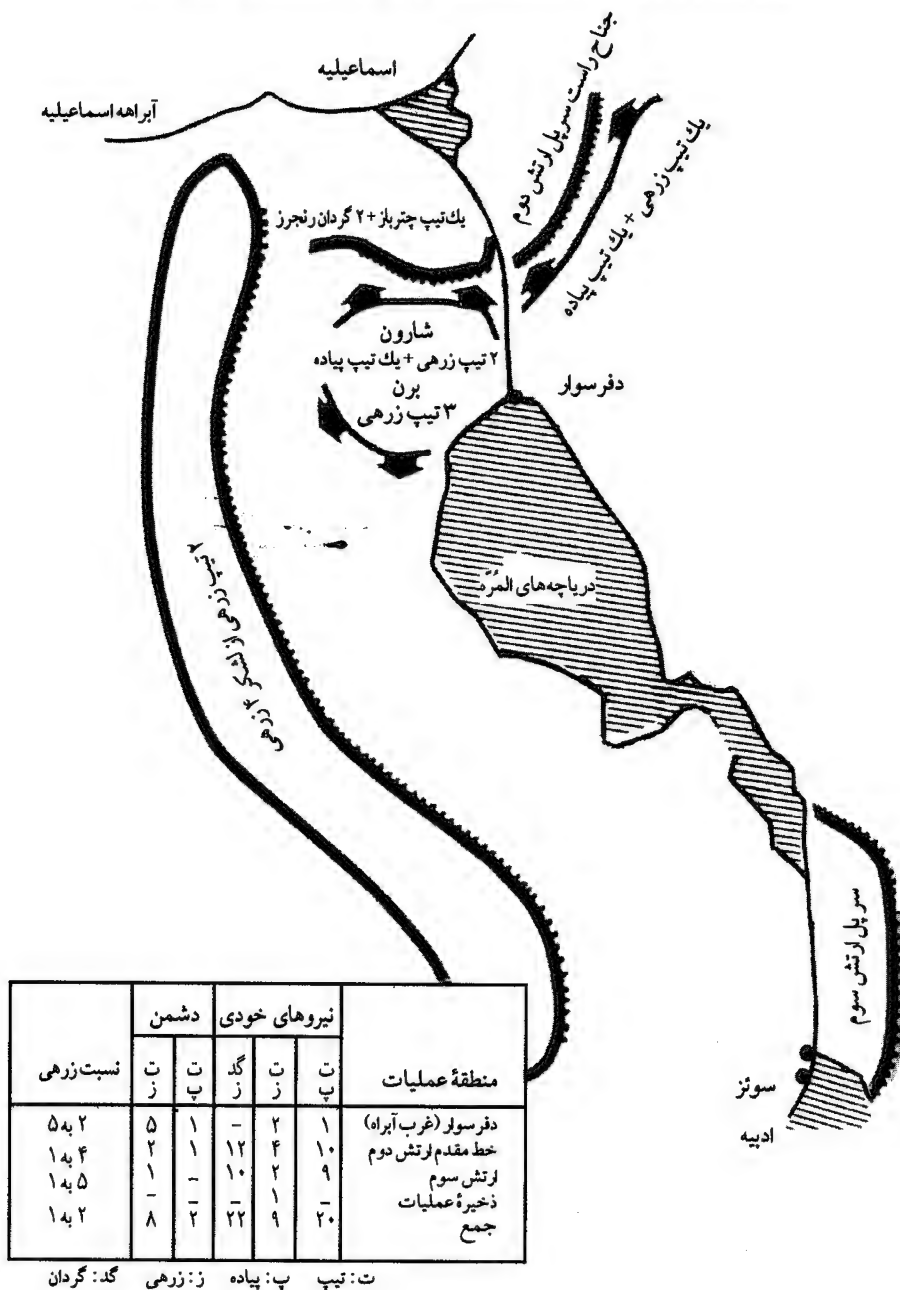 اسماعیلیه
آبراهه اسماعیلیه
جناح راست سرپل ارتش دوم
یك تیپ زرهی + یك تیپ پیاده
یك تیپ چترباز + ۲ گردان رنجرز
شارون
۲ تیپ زرهی + یك تیپ پیاده
برن
۳ تیپ زرهی
دفرسوار
دریاچه‌های المُرّه
۲ تیپ زرهی از لشکر ۴ زرهی
سرپل ارتش سوم
سوئز
ادبیه
منطقهٔ عملیات نیروهای خودی دشمن نسبت زرهی
ت پ ت ز گد ز ت پ ت ز
دفرسوار (غرب آبراه) ۱ ۲ – ۱ ۵ ۲ به ۵
خط مقدم ارتش دوم ۱۰ ۴ ۱۲ ۱ ۲ ۴ به ۱
ارتش سوم ۹ ۲ ۱۰ – ۱ ۵ به ۱
ذخیرهٔ عملیات – ۱ – – –
جمع ۲۰ ۹ ۲۲ ۲ ۸ ۲ به ۱
ت: تیپ پ: پیاده ز: زرهی گد: گردان